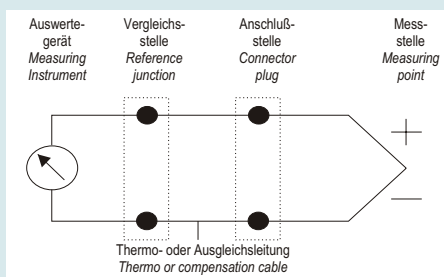 Auswerte-
gerät
Measuring
Instrument
Vergleichs-
stelle
Reference
junction
Anschluß-
stelle
Connector
plug
Mess-
stelle
Measuring
point
+
—
Thermo- oder Ausgleichsleitung
Thermo or compensation cable